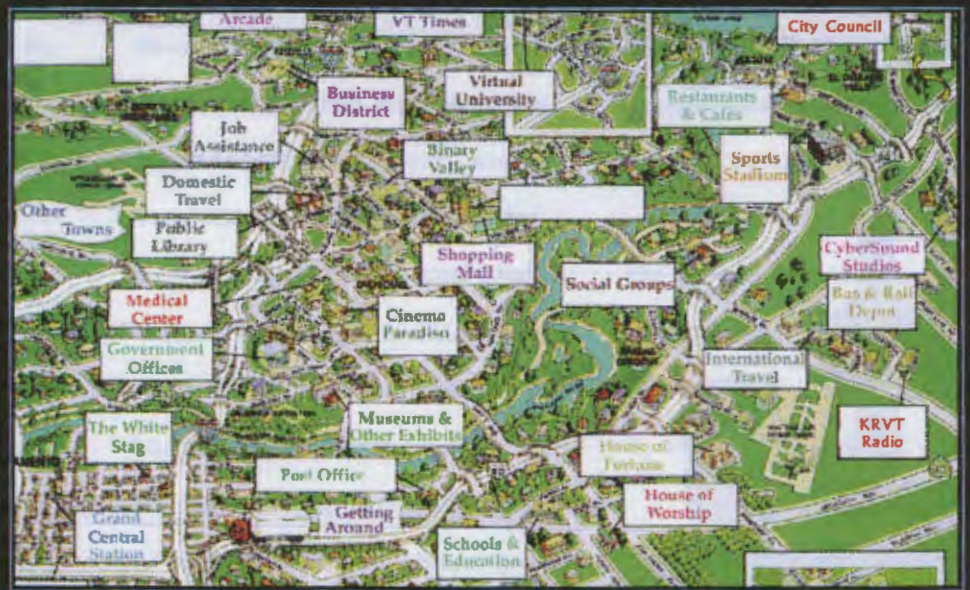 Arcade
VT Times
City Council
Virtual
University
Business
District
Restaurants
& Cafés
Job
Assistance
Binary
Valley
Sports
Stadium
Domestic
Travel
Other
Towns
Public
Library
Shopping
Mall
CyberSound
Studios
Social Groups
Bus & Rail
Depot
Medical
Center
Cinema
Paradiso
Government
Offices
International
Travel
The White
Stag
Museums &
Other Exhibits
KRVT
Radio
House of
Fortune
Post Office
House of
Worship
Getting
Around
Grand
Central
Station
Schools &
Education